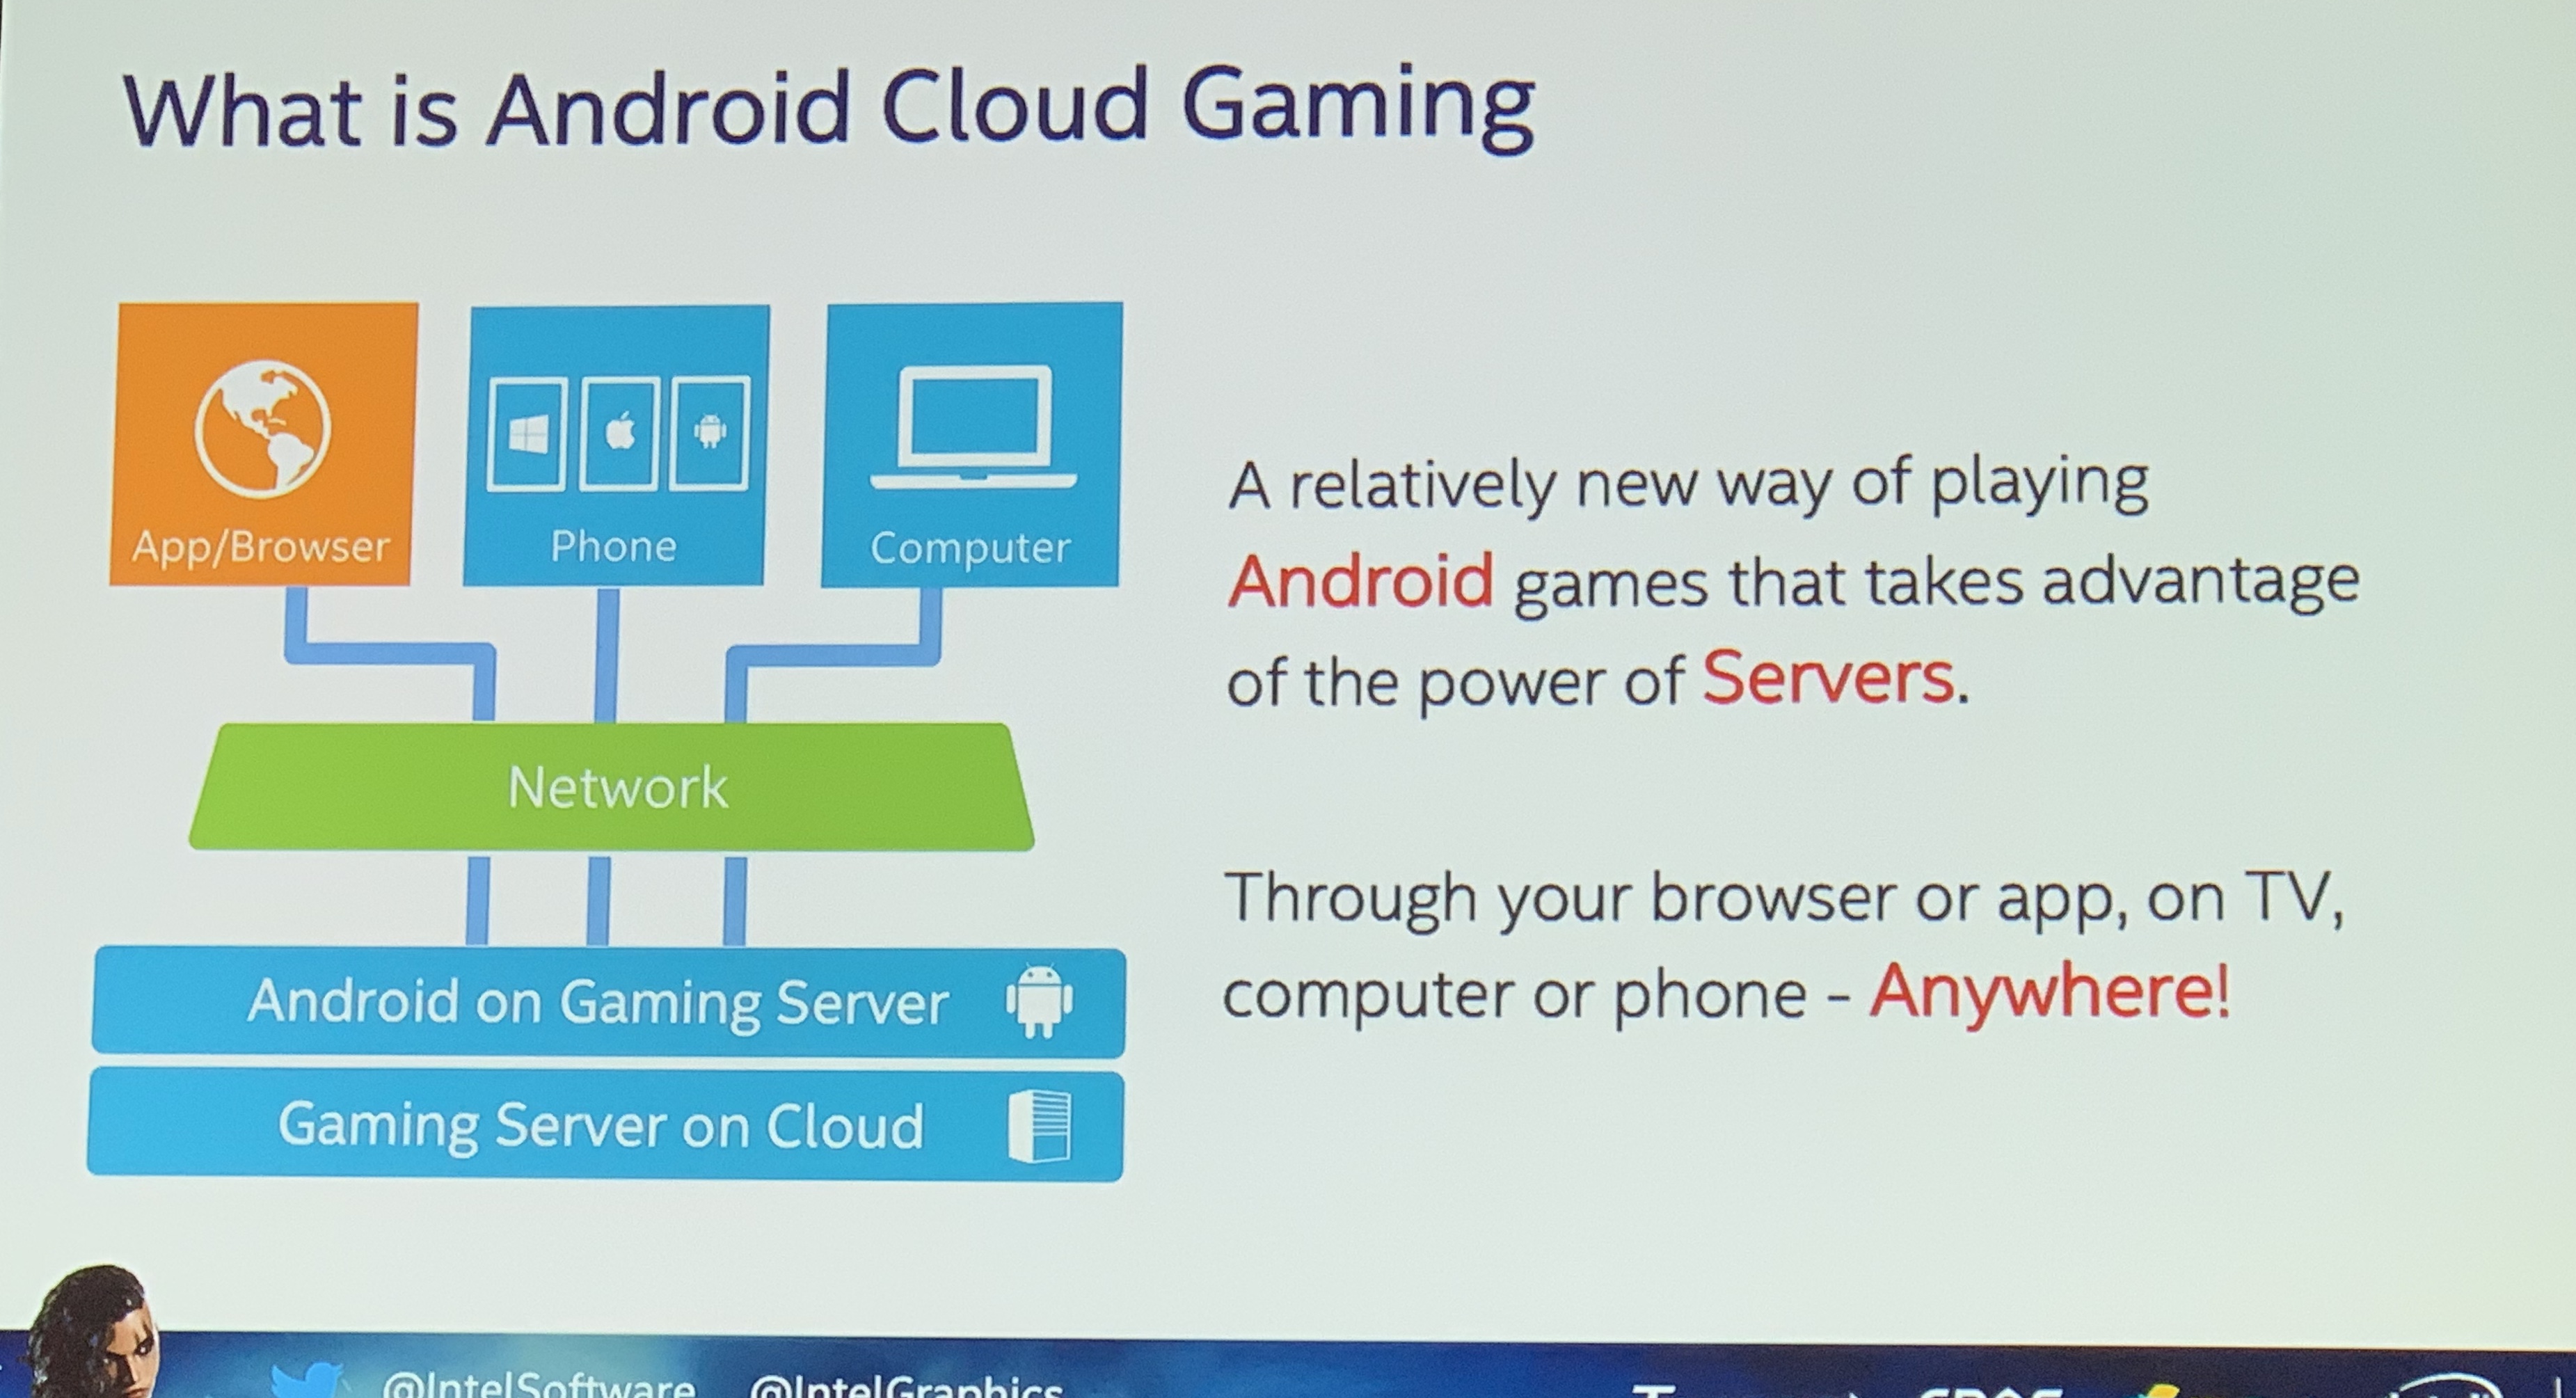 What is Android Cloud Gaming
App/Browser
Phone
Computer
Network
Android on Gaming Server
Gaming Server on Cloud
A relatively new way of playing
Android games that takes advantage
of the power of Servers.
Through your browser or app, on TV,
computer or phone - Anywhere!
@IntelSoftware @IntelGraphics